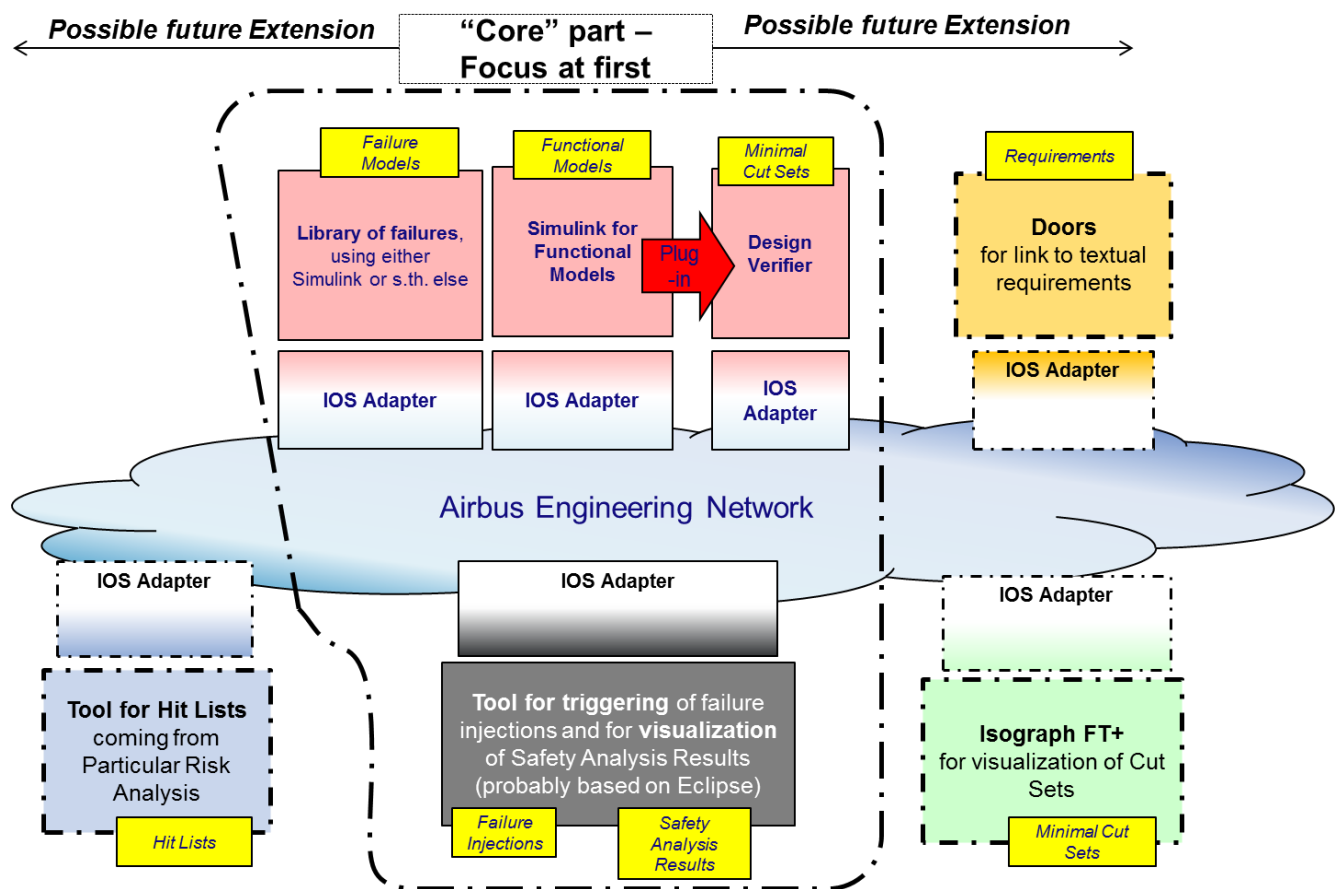 Possible future Extension
“Core” part –
Focus at first
Possible future Extension
Failure
Models
Functional
Models
Minimal
Cut Sets
Requirements
Library of failures,
using either
Simulink or s.th. else
Simulink for
Functional
Models
Plug
-in
Design
Verifier
Doors
for link to textual
requirements
IOS Adapter
IOS Adapter
IOS
Adapter
IOS Adapter
Airbus Engineering Network
IOS Adapter
IOS Adapter
IOS Adapter
Tool for Hit Lists
coming from
Particular Risk
Analysis
Hit Lists
Tool for triggering of failure
injections and for visualization
of Safety Analysis Results
(probably based on Eclipse)
Failure
Injections
Safety
Analysis
Results
Isograph FT+
for visualization of Cut
Sets
Minimal Cut
Sets